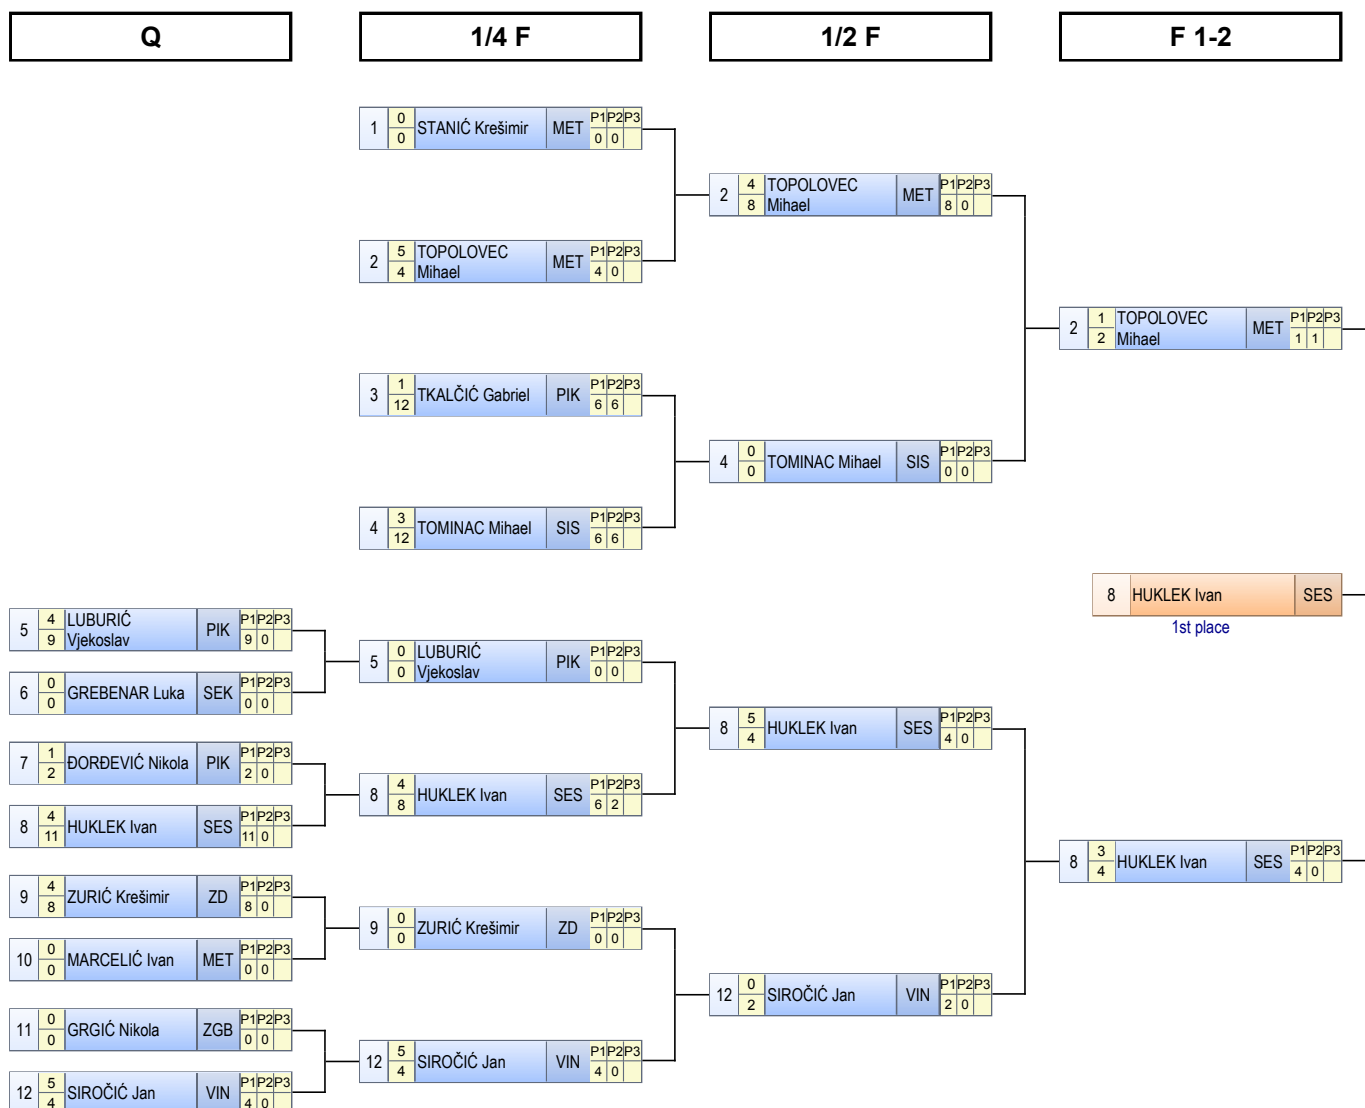 Q
1/4 F
1/2 F
F 1-2
1 0 0 STANIĆ Krešimir MET P1 P2 P3 0 0
2 5 4 TOPOLOVEC Mihael MET P1 P2 P3 4 0
3 1 12 TKALČIĆ Gabriel PIK P1 P2 P3 6 6
4 3 12 TOMINAC Mihael SIS P1 P2 P3 6 6
5 4 9 LUBURIĆ Vjekoslav PIK P1 P2 P3 9 0
6 0 0 GREBENAR Luka SEK P1 P2 P3 0 0
7 1 2 ĐORĐEVIĆ Nikola PIK P1 P2 P3 2 0
8 4 11 HUKLEK Ivan SES P1 P2 P3 11 0
9 4 8 ZURIĆ Krešimir ZD P1 P2 P3 8 0
10 0 0 MARCELIĆ Ivan MET P1 P2 P3 0 0
11 0 0 GRGIĆ Nikola ZGB P1 P2 P3 0 0
12 5 4 SIROČIĆ Jan VIN P1 P2 P3 4 0
5 0 0 LUBURIĆ Vjekoslav PIK P1 P2 P3 0 0
8 4 8 HUKLEK Ivan SES P1 P2 P3 6 2
9 0 0 ZURIĆ Krešimir ZD P1 P2 P3 0 0
12 5 4 SIROČIĆ Jan VIN P1 P2 P3 4 0
2 4 8 TOPOLOVEC Mihael MET P1 P2 P3 8 0
4 0 0 TOMINAC Mihael SIS P1 P2 P3 0 0
8 5 4 HUKLEK Ivan SES P1 P2 P3 4 0
12 0 2 SIROČIĆ Jan VIN P1 P2 P3 2 0
2 1 2 TOPOLOVEC Mihael MET P1 P2 P3 1 1
8 HUKLEK Ivan SES
1st place
8 3 4 HUKLEK Ivan SES P1 P2 P3 4 0